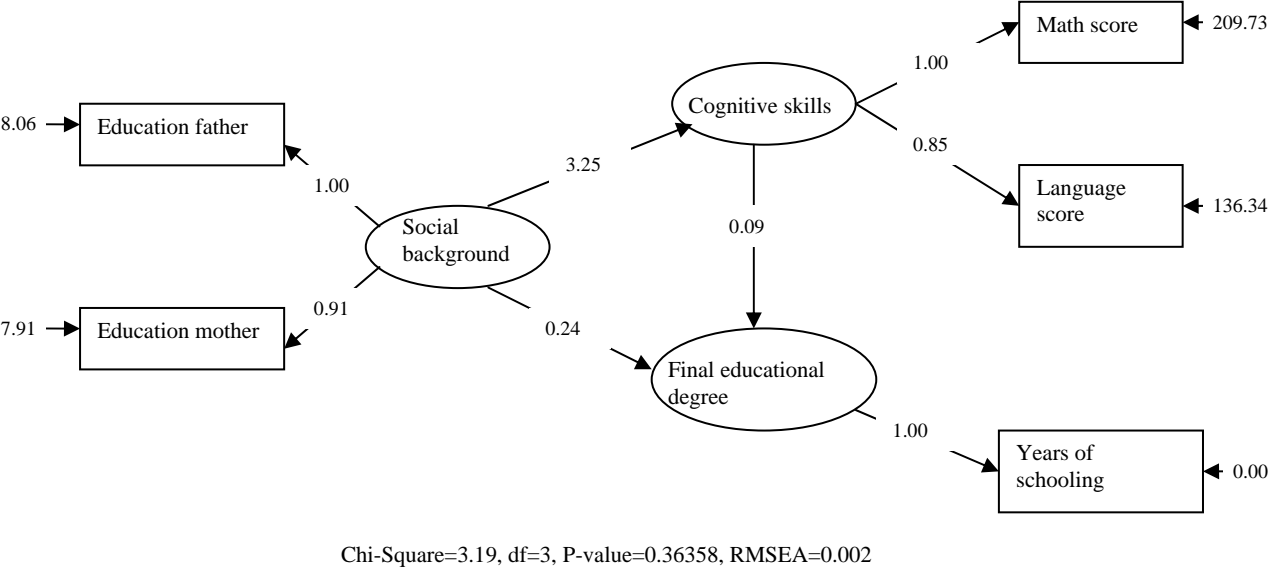 Math score
209.73
1.00
8.06
Education father
Cognitive skills
0.85
3.25
1.00
Language
score
136.34
Social
background
0.09
0.91
7.91
Education mother
0.24
Final educational
degree
1.00
Years of
schooling
0.00
Chi-Square=3.19, df=3, P-value=0.36358, RMSEA=0.002